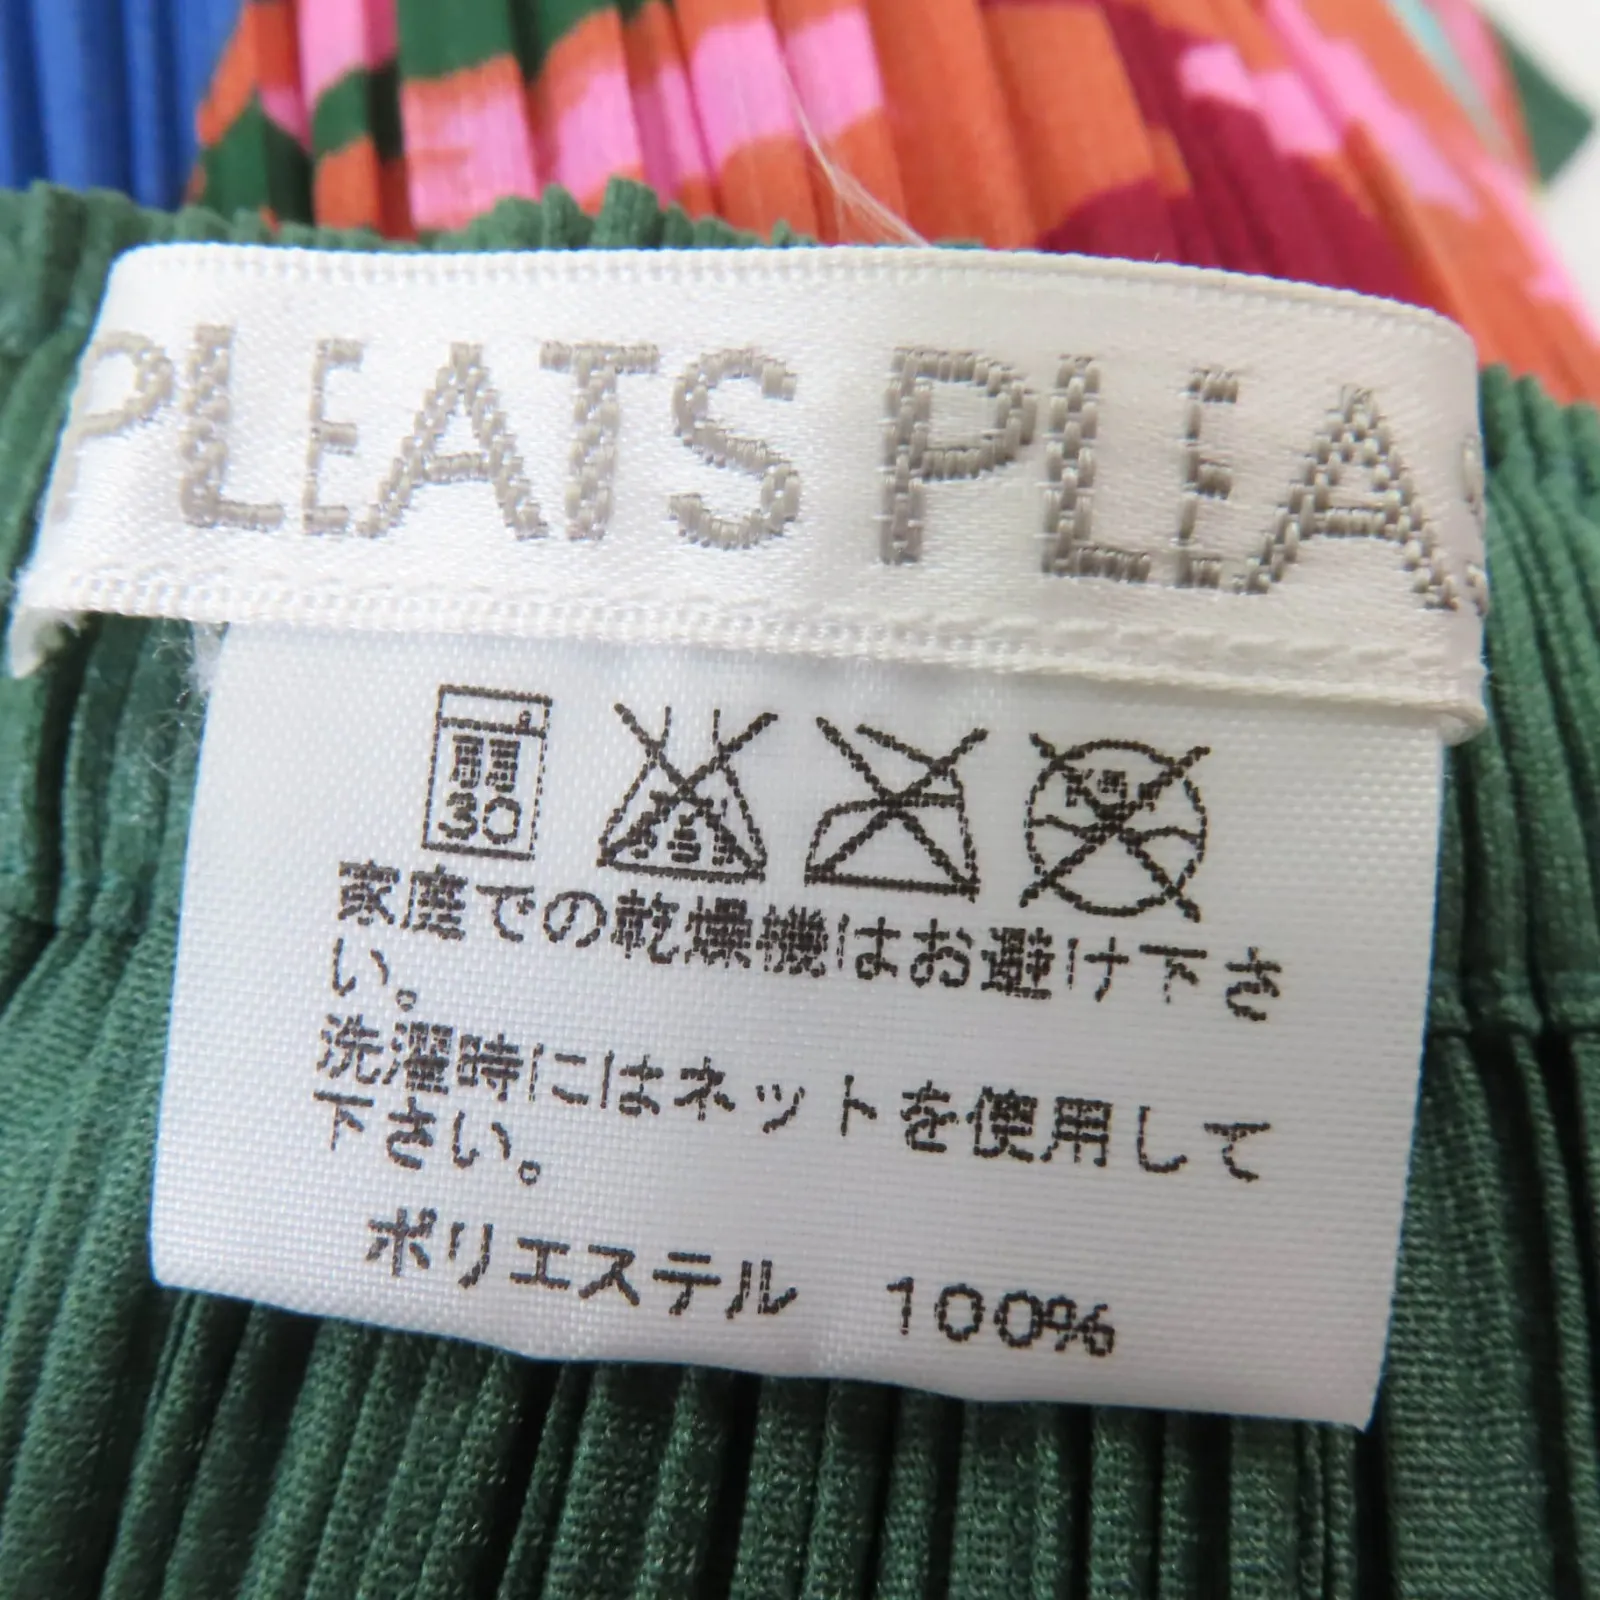 PLEATS PLEAS
弱
30
家庭での乾燥機はお避け下さ
い。
洗濯時にはネットを使用して
下さい。
ポリエステル 100%